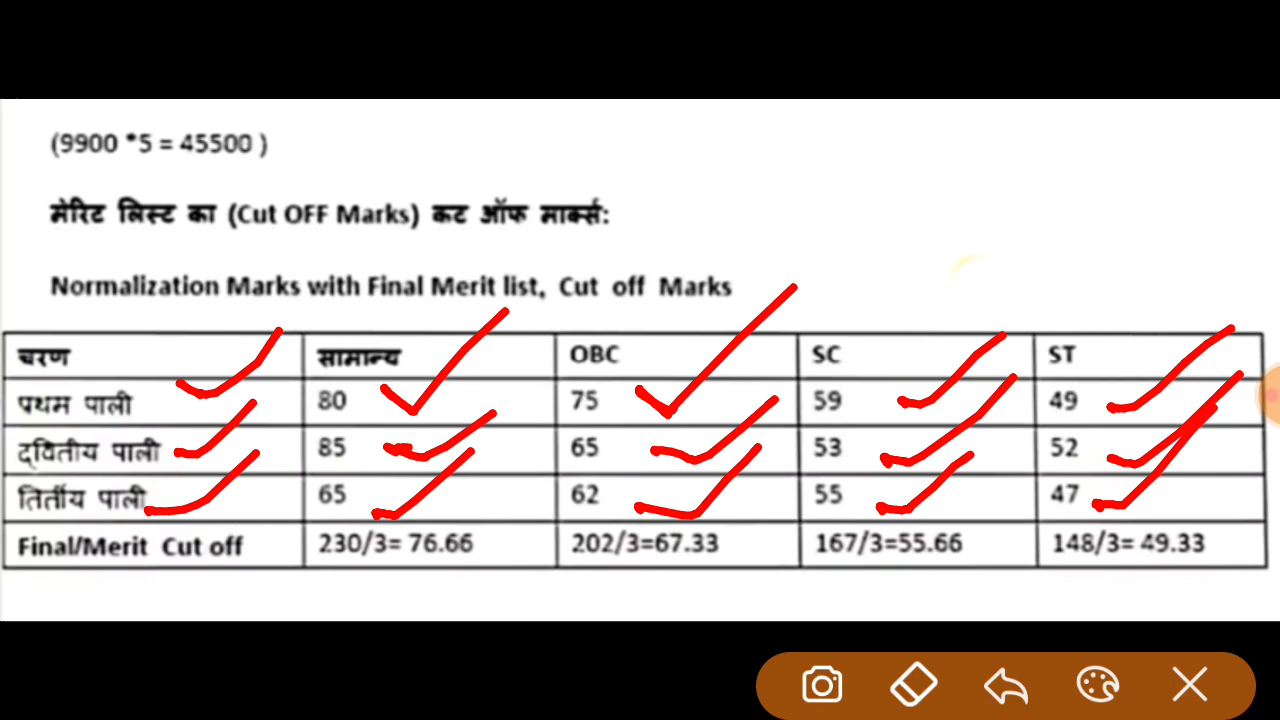 (9900 *5 = 45500 )
मेरिट लिस्ट का (Cut OFF Marks) कट ऑफ मार्क्स:
Normalization Marks with Final Merit list, Cut off Marks
चरण सामान्य OBC SC ST
प्रथम पाली 80 75 59 49
द्वितीय पाली 85 65 53 52
तिर्तीय पाली 65 62 55 47
Final/Merit Cut off 230/3= 76.66 202/3=67.33 167/3=55.66 148/3= 49.33